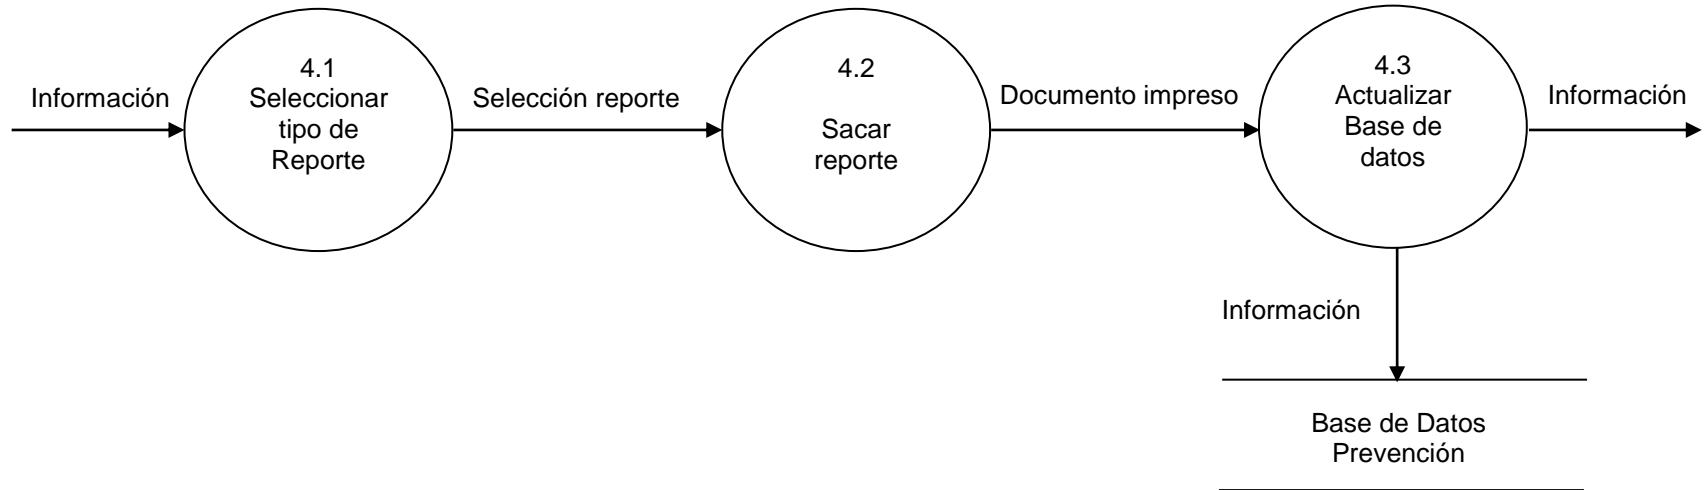 Información
4.1
Seleccionar
tipo de
Reporte
Selección reporte
4.2
Sacar
reporte
Documento impreso
4.3
Actualizar
Base de
datos
Información
Información
Base de Datos
Prevención